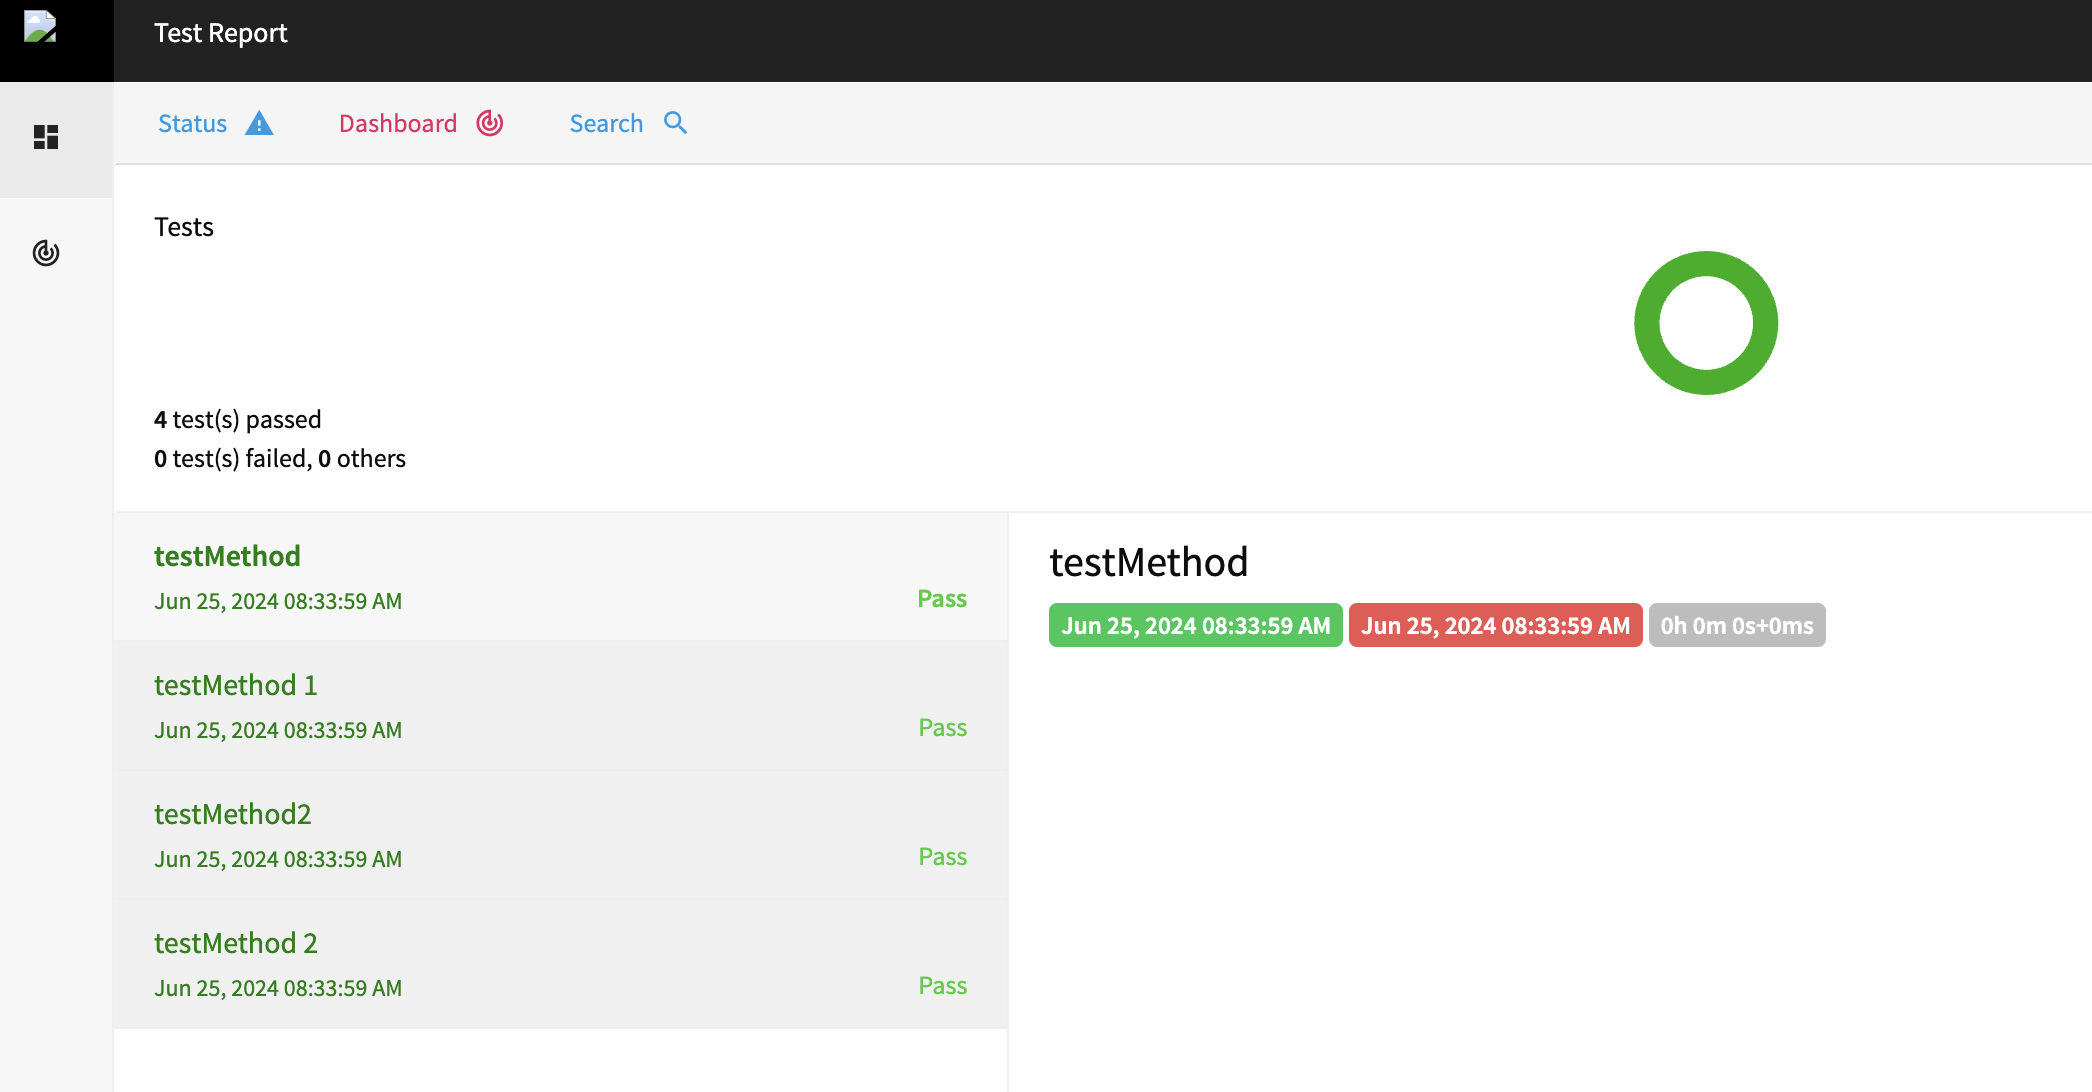 Test Report
Status Dashboard Search
Tests
4 test(s) passed
0 test(s) failed, 0 others
testMethod
Jun 25, 2024 08:33:59 AM Pass
testMethod 1
Jun 25, 2024 08:33:59 AM Pass
testMethod2
Jun 25, 2024 08:33:59 AM Pass
testMethod 2
Jun 25, 2024 08:33:59 AM Pass
testMethod
Jun 25, 2024 08:33:59 AM Jun 25, 2024 08:33:59 AM 0h 0m 0s+0ms